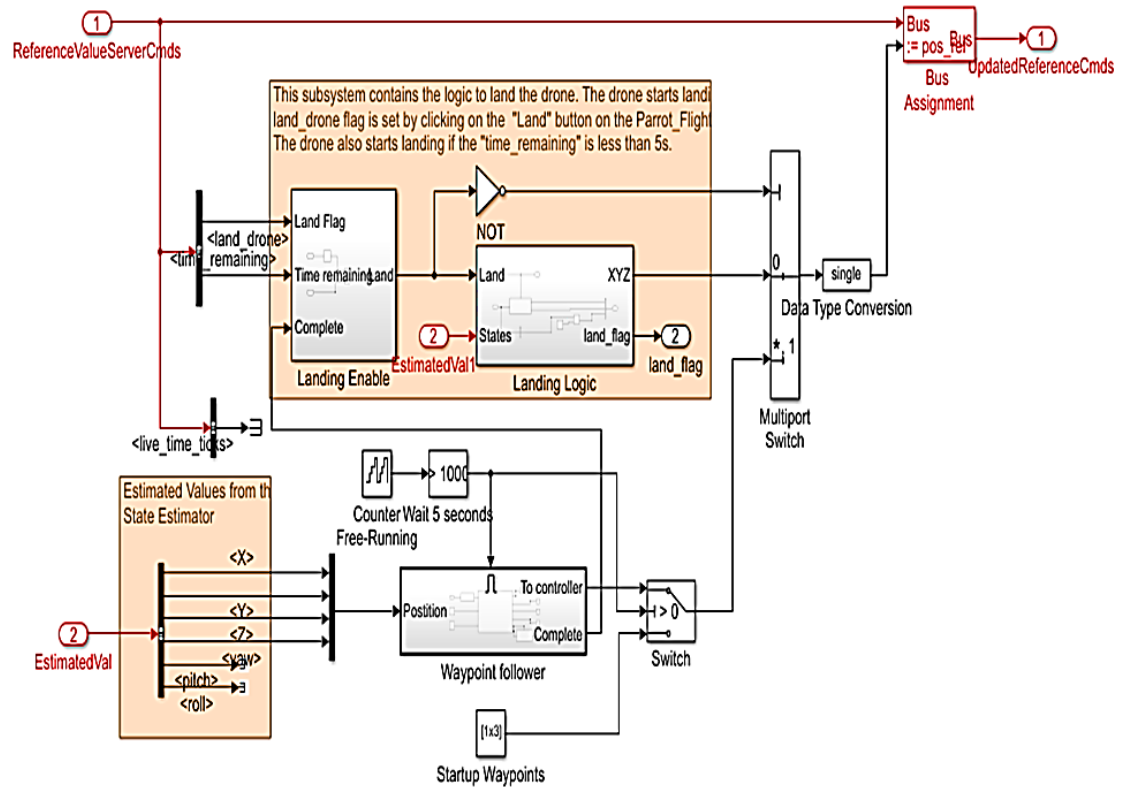 1
ReferenceValueServerCmds
Bus
:= pos_ref
Bus
1
UpdatedReferenceCmds
Bus
Assignment
This subsystem contains the logic to land the drone. The drone starts landi
land_drone flag is set by clicking on the "Land" button on the Parrot_Flight
The drone also starts landing if the "time_remaining" is less than 5s.
NOT
Land Flag
<land_drone>
<time_remaining>
Time remaining
Land
Complete
Landing Enable
Land
XYZ
States
land_flag
Landing Logic
2
EstimatedVal1
2
land_flag
0
*, 1
Multiport
Switch
single
Data Type Conversion
<live_time_ticks>
Counter
Free-Running
> 1000
Wait 5 seconds
Estimated Values from th
State Estimator
<X>
<Y>
<Z>
<yaw>
<pitch>
<roll>
2
EstimatedVal
Postition
To controller
Complete
Waypoint follower
> 0
Switch
[1x3]
Startup Waypoints